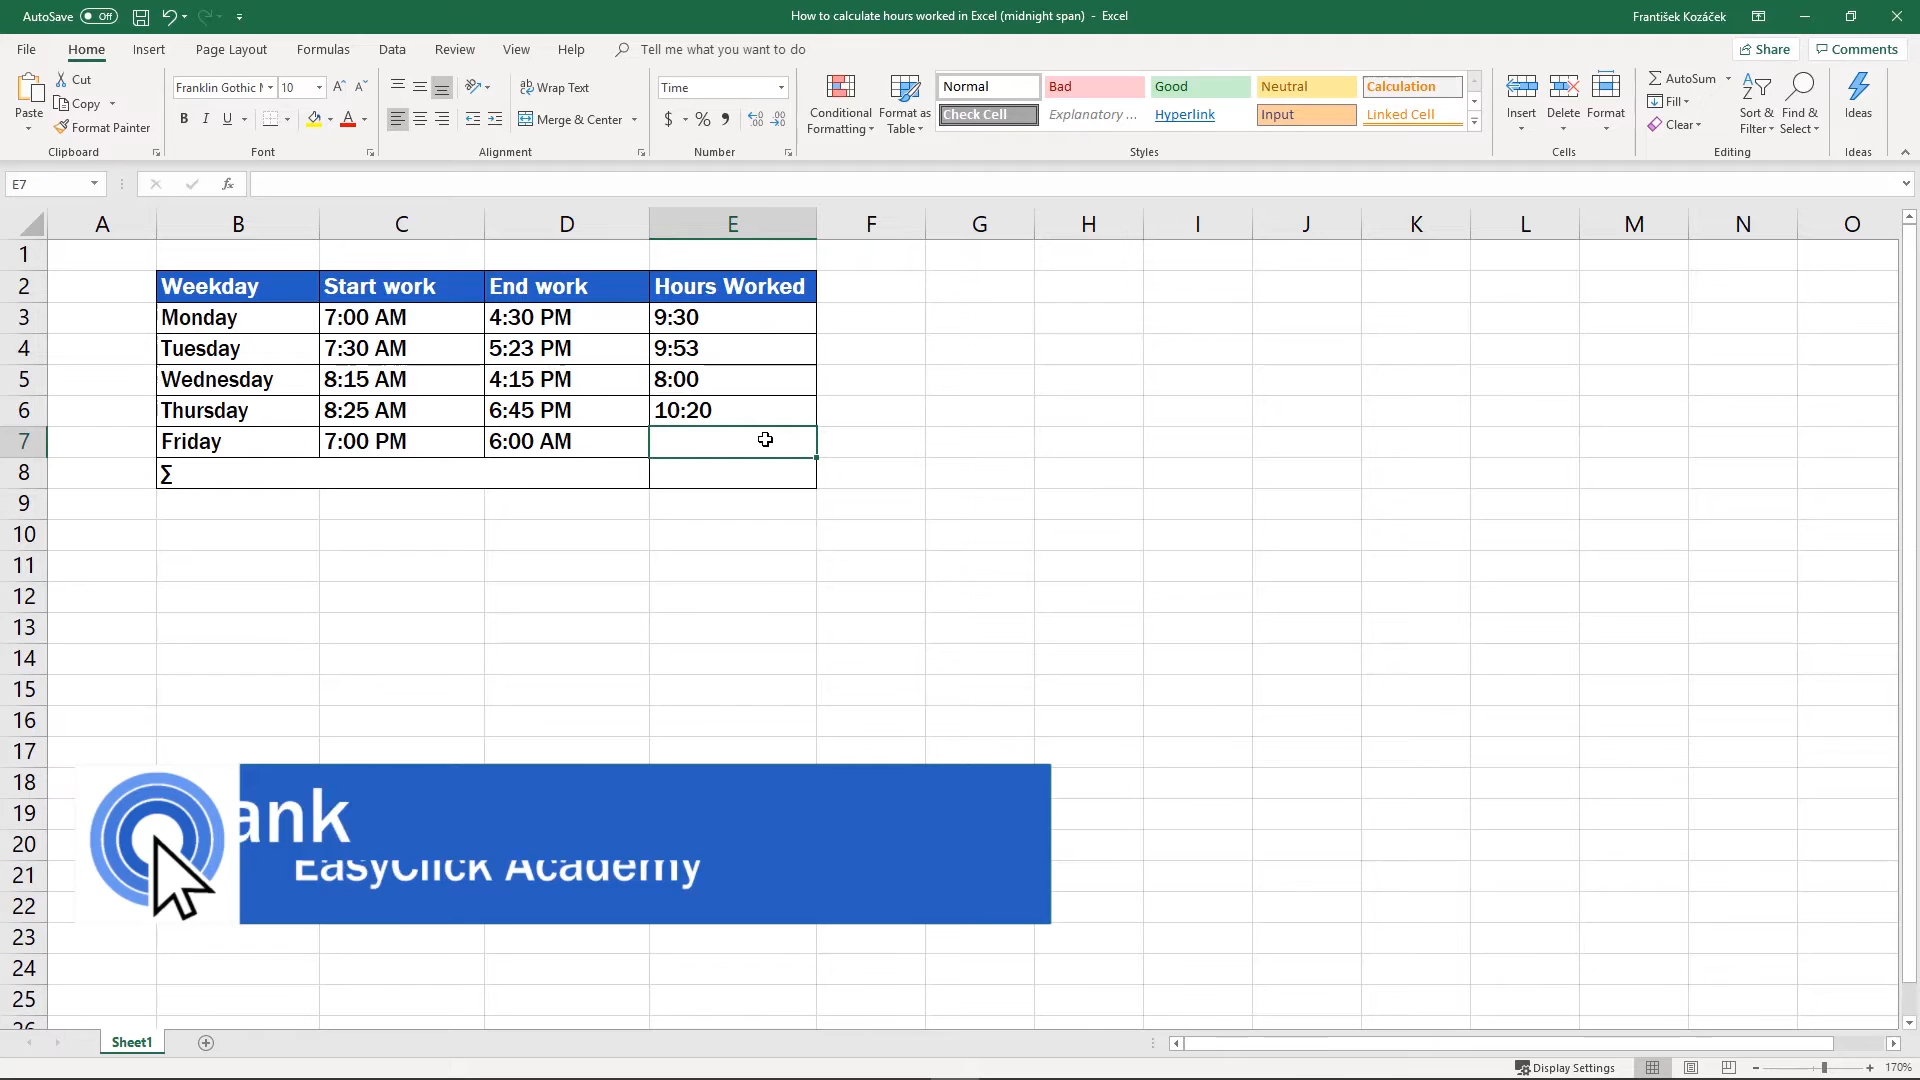 AutoSave Off How to calculate hours worked in Excel (midnight span) - Excel František Kozáček
File Home Insert Page Layout Formulas Data Review View Help Tell me what you want to do Share Comments
Paste
Cut
Copy
Format Painter
Clipboard
Franklin Gothic 10
B I U A
Font
Wrap Text
Merge & Center
Alignment
Time
$ % ,
Number
Conditional Formatting
Format as Table
Normal Bad Good Neutral Calculation
Check Cell Explanatory ... Hyperlink Input Linked Cell
Styles
Insert Delete Format
Cells
AutoSum
Fill
Clear
Sort & Filter
Find & Select
Editing
Ideas
Ideas
E7 fx
A B C D E F G H I J K L M N O
1
2 Weekday Start work End work Hours Worked
3 Monday 7:00 AM 4:30 PM 9:30
4 Tuesday 7:30 AM 5:23 PM 9:53
5 Wednesday 8:15 AM 4:15 PM 8:00
6 Thursday 8:25 AM 6:45 PM 10:20
7 Friday 7:00 PM 6:00 AM
8 Σ
9
10
11
12
13
14
15
16
17
18
19
20
21
22
23
24
25
26
ank
EasyClick Academy
Sheet1
Display Settings 170%